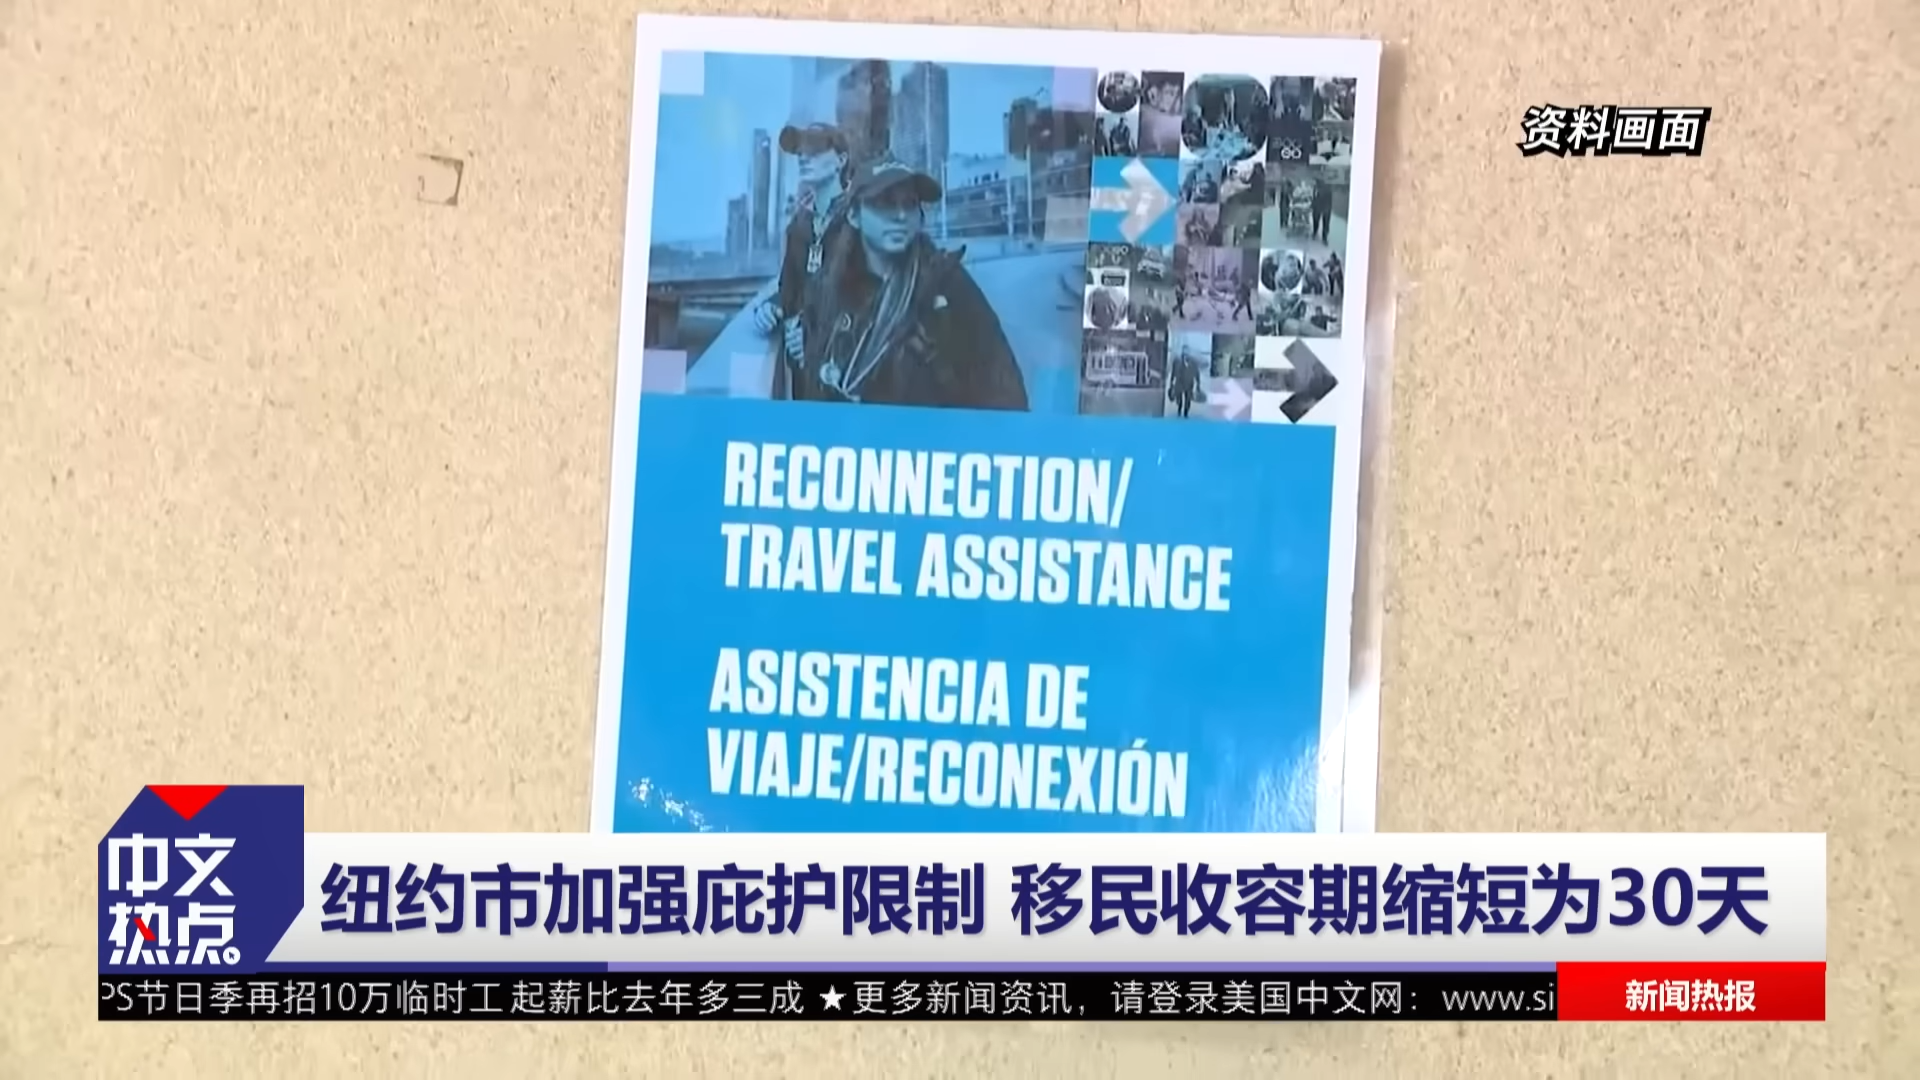 资料画面
RECONNECTION/
TRAVEL ASSISTANCE
ASISTENCIA DE
VIAJE/RECONEXIÓN
中文
热点
纽约市加强庇护限制 移民收容期缩短为30天
PS节日季再招10万临时工 起薪比去年多三成 ★更多新闻资讯，请登录美国中文网：www.si
新闻热报